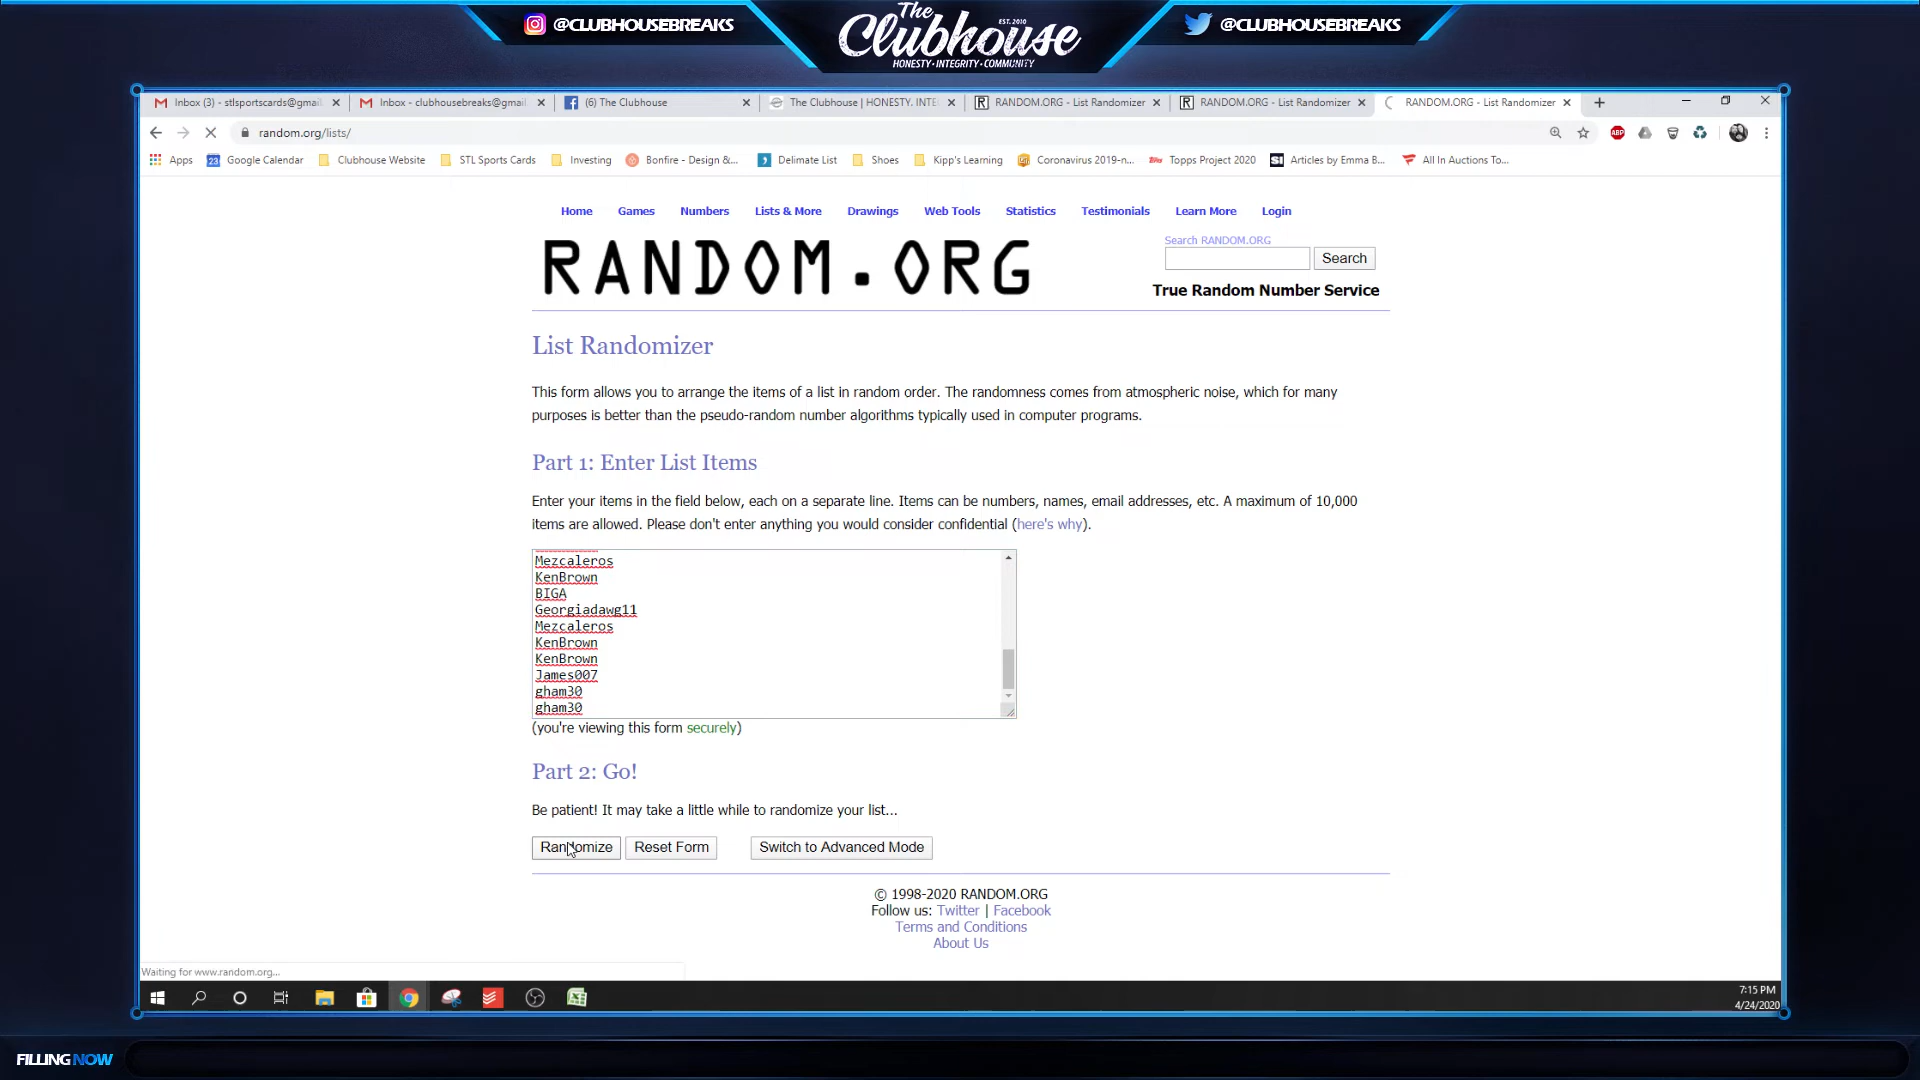 @CLUBHOUSEBREAKS
The Clubhouse
EST. 2010
HONESTY • INTEGRITY • COMMUNITY
@CLUBHOUSEBREAKS
Inbox (3) - stlsportscards@gmai
Inbox - clubhousebreaks@gmail.
(6) The Clubhouse
The Clubhouse | HONESTY. INTE
RANDOM.ORG - List Randomizer
RANDOM.ORG - List Randomizer
RANDOM.ORG - List Randomizer
random.org/lists/
ABP
Apps
23
Google Calendar
Clubhouse Website
STL Sports Cards
Investing
Bonfire - Design &...
Delimate List
Shoes
Kipp's Learning
Coronavirus 2019-n...
Topps Project 2020
SI
Articles by Emma B...
All In Auctions To...
Home Games Numbers Lists & More Drawings Web Tools Statistics Testimonials Learn More Login
RANDOM.ORG
Search RANDOM.ORG
Search
True Random Number Service
List Randomizer
This form allows you to arrange the items of a list in random order. The randomness comes from atmospheric noise, which for many
purposes is better than the pseudo-random number algorithms typically used in computer programs.
Part 1: Enter List Items
Enter your items in the field below, each on a separate line. Items can be numbers, names, email addresses, etc. A maximum of 10,000
items are allowed. Please don't enter anything you would consider confidential (here's why).
Mezcaleros
KenBrown
BIGA
Georgiadawg11
Mezcaleros
KenBrown
KenBrown
James007
gham30
gham30
(you're viewing this form securely)
Part 2: Go!
Be patient! It may take a little while to randomize your list...
Randomize Reset Form Switch to Advanced Mode
© 1998-2020 RANDOM.ORG
Follow us: Twitter | Facebook
Terms and Conditions
About Us
Waiting for www.random.org...
7:15 PM
4/24/2020
FILLING NOW